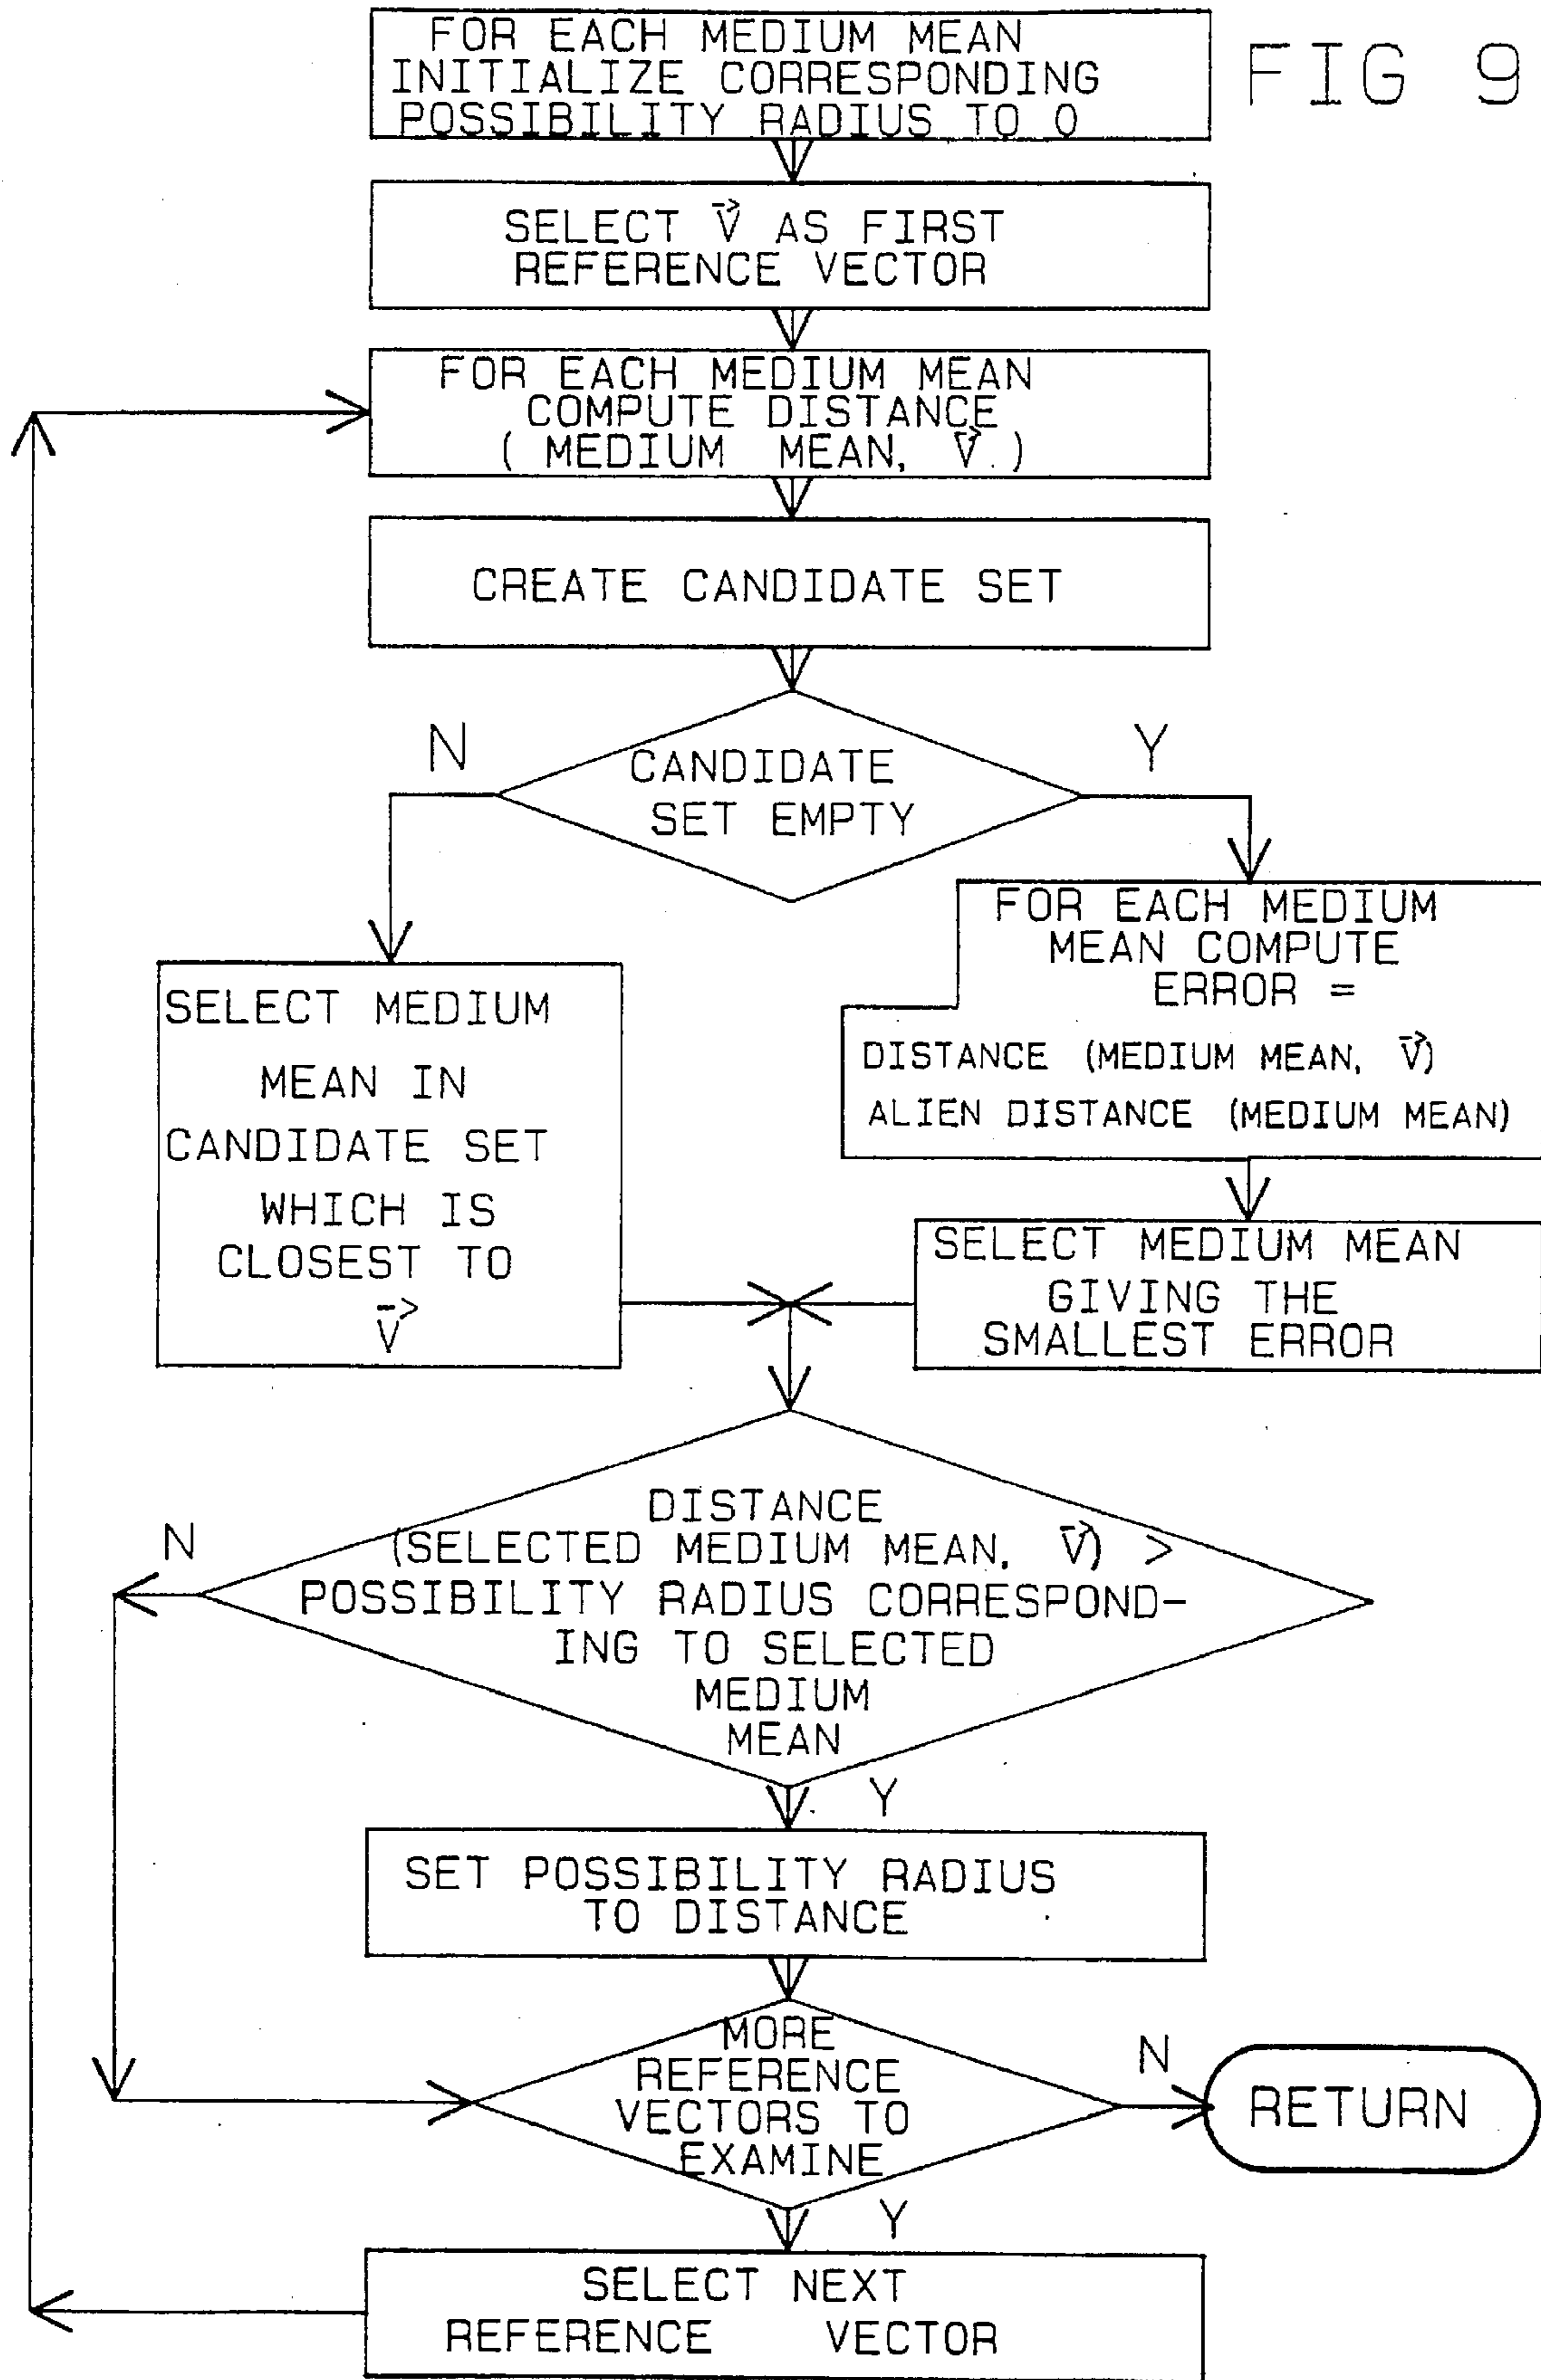 FIG 9
FOR EACH MEDIUM MEAN
INITIALIZE CORRESPONDING
POSSIBILITY RADIUS TO 0
SELECT V⃗ AS FIRST
REFERENCE VECTOR
FOR EACH MEDIUM MEAN
COMPUTE DISTANCE
( MEDIUM MEAN, V⃗ )
CREATE CANDIDATE SET
CANDIDATE
SET EMPTY
N
Y
SELECT MEDIUM
MEAN IN
CANDIDATE SET
WHICH IS
CLOSEST TO
V⃗
FOR EACH MEDIUM
MEAN COMPUTE
ERROR =
DISTANCE (MEDIUM MEAN, V⃗)
ALIEN DISTANCE (MEDIUM MEAN)
SELECT MEDIUM MEAN
GIVING THE
SMALLEST ERROR
DISTANCE
(SELECTED MEDIUM MEAN, V⃗) >
POSSIBILITY RADIUS CORRESPOND-
ING TO SELECTED
MEDIUM
MEAN
N
Y
SET POSSIBILITY RADIUS
TO DISTANCE
MORE
REFERENCE
VECTORS TO
EXAMINE
N
RETURN
Y
SELECT NEXT
REFERENCE VECTOR